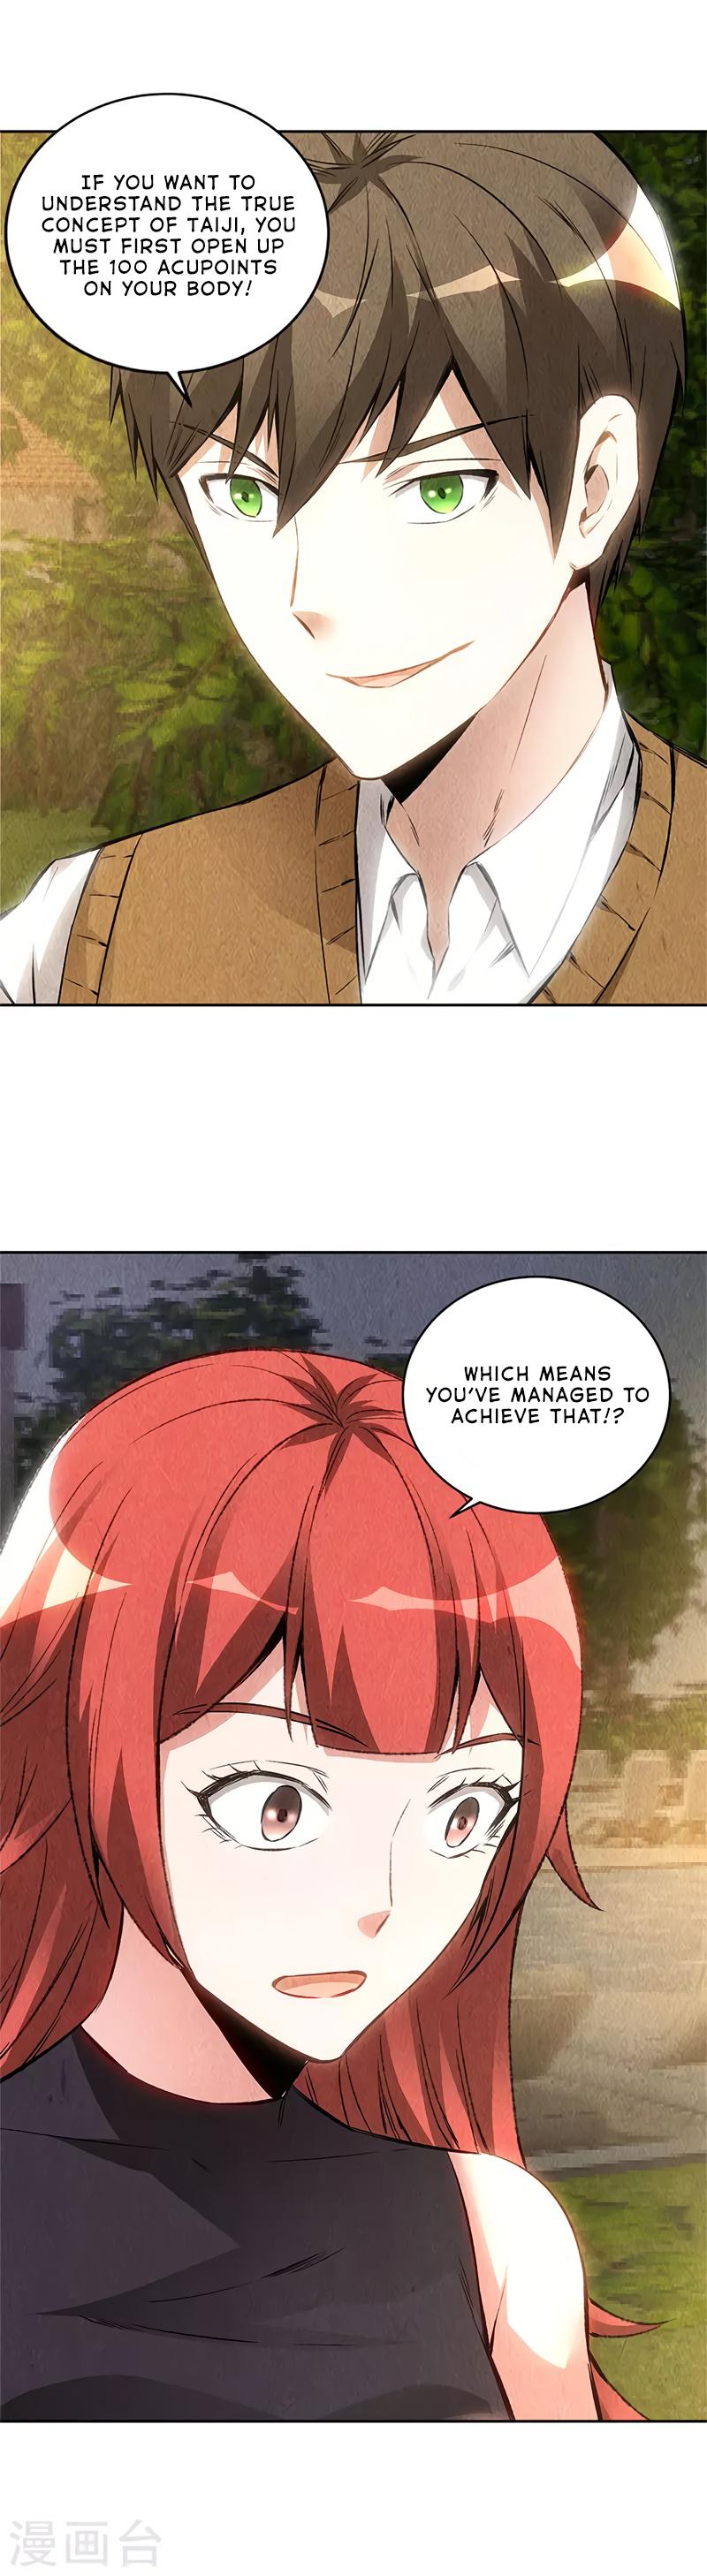 IF YOU WANT TO
UNDERSTAND THE TRUE
CONCEPT OF TAIJI, YOU
MUST FIRST OPEN UP
THE 100 ACUPOINTS
ON YOUR BODY!
WHICH MEANS
YOU'VE MANAGED TO
ACHIEVE THAT!?
漫画台